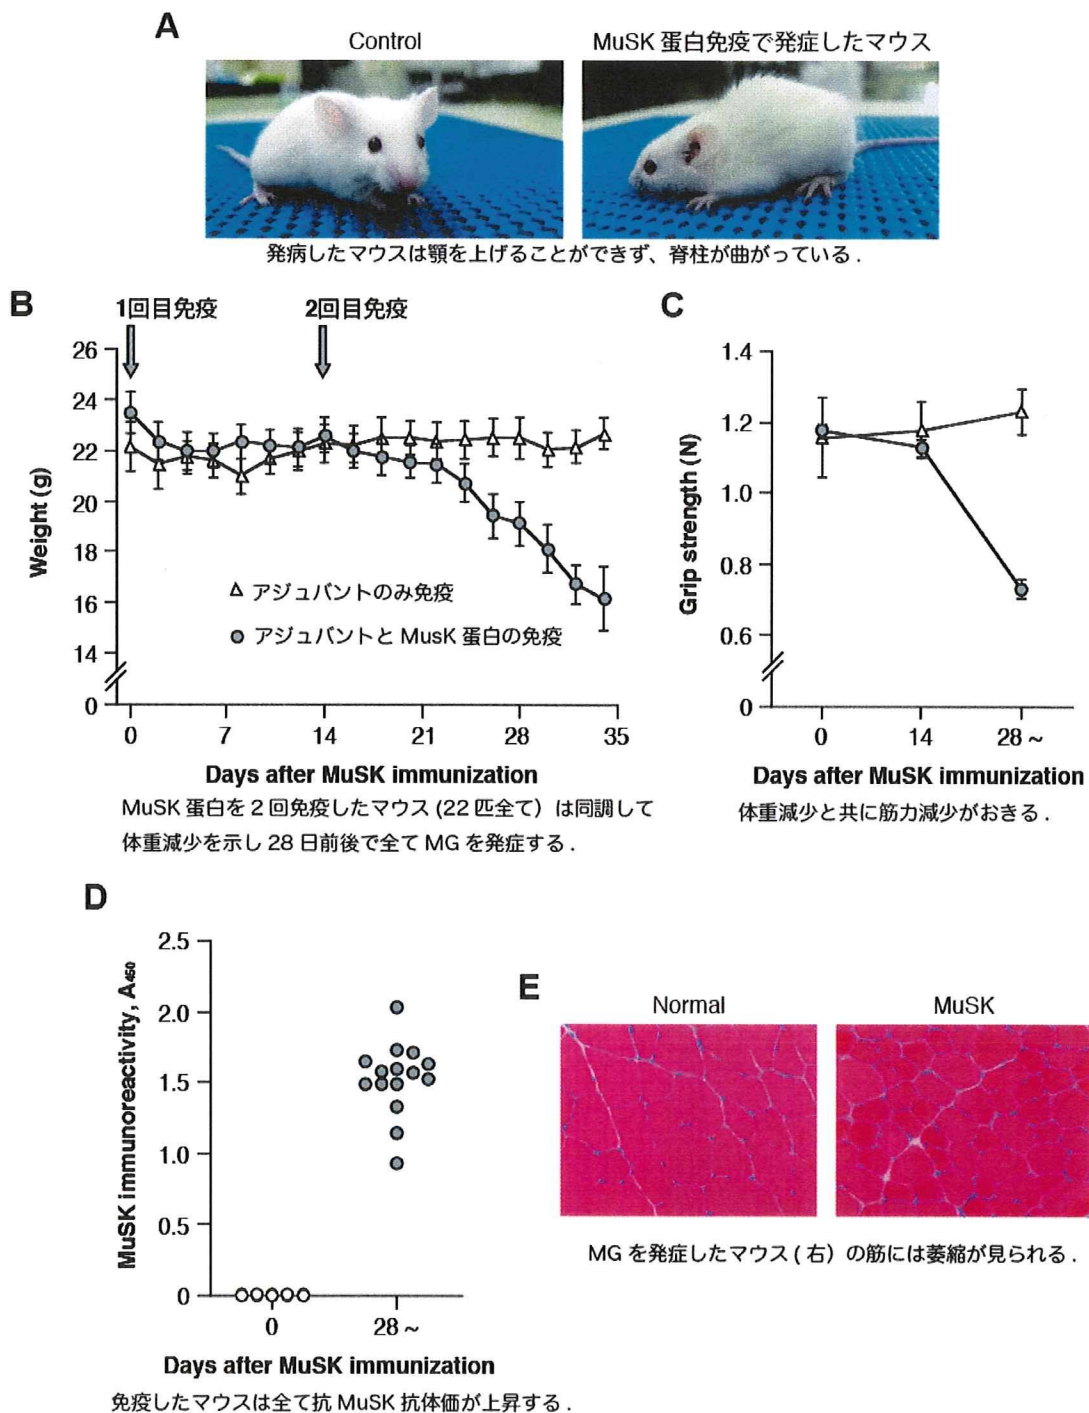 A
Control
MuSK 蛋白免疫で発症したマウス
発病したマウスは顎を上げることができず、脊柱が曲がっている.
B
1回目免疫
2回目免疫
26
24
22
20
18
16
14
0
Weight (g)
アジュバントのみ免疫
アジュバントと MusK 蛋白の免疫
0
7
14
21
28
35
Days after MuSK immunization
MuSK 蛋白を 2 回免疫したマウス (22 匹全て）は同調して
体重減少を示し 28 日前後で全て MG を発症する.
C
1.4
1.2
1.0
0.8
0.6
0
Grip strength (N)
0
14
28 ~
Days after MuSK immunization
体重減少と共に筋力減少がおきる.
D
2.5
2.0
1.5
1.0
0.5
0
MuSK immunoreactivity, A₄₅₀
0
28 ~
Days after MuSK immunization
免疫したマウスは全て抗 MuSK 抗体価が上昇する.
E
Normal
MuSK
MG を発症したマウス ( 右）の筋には萎縮が見られる.